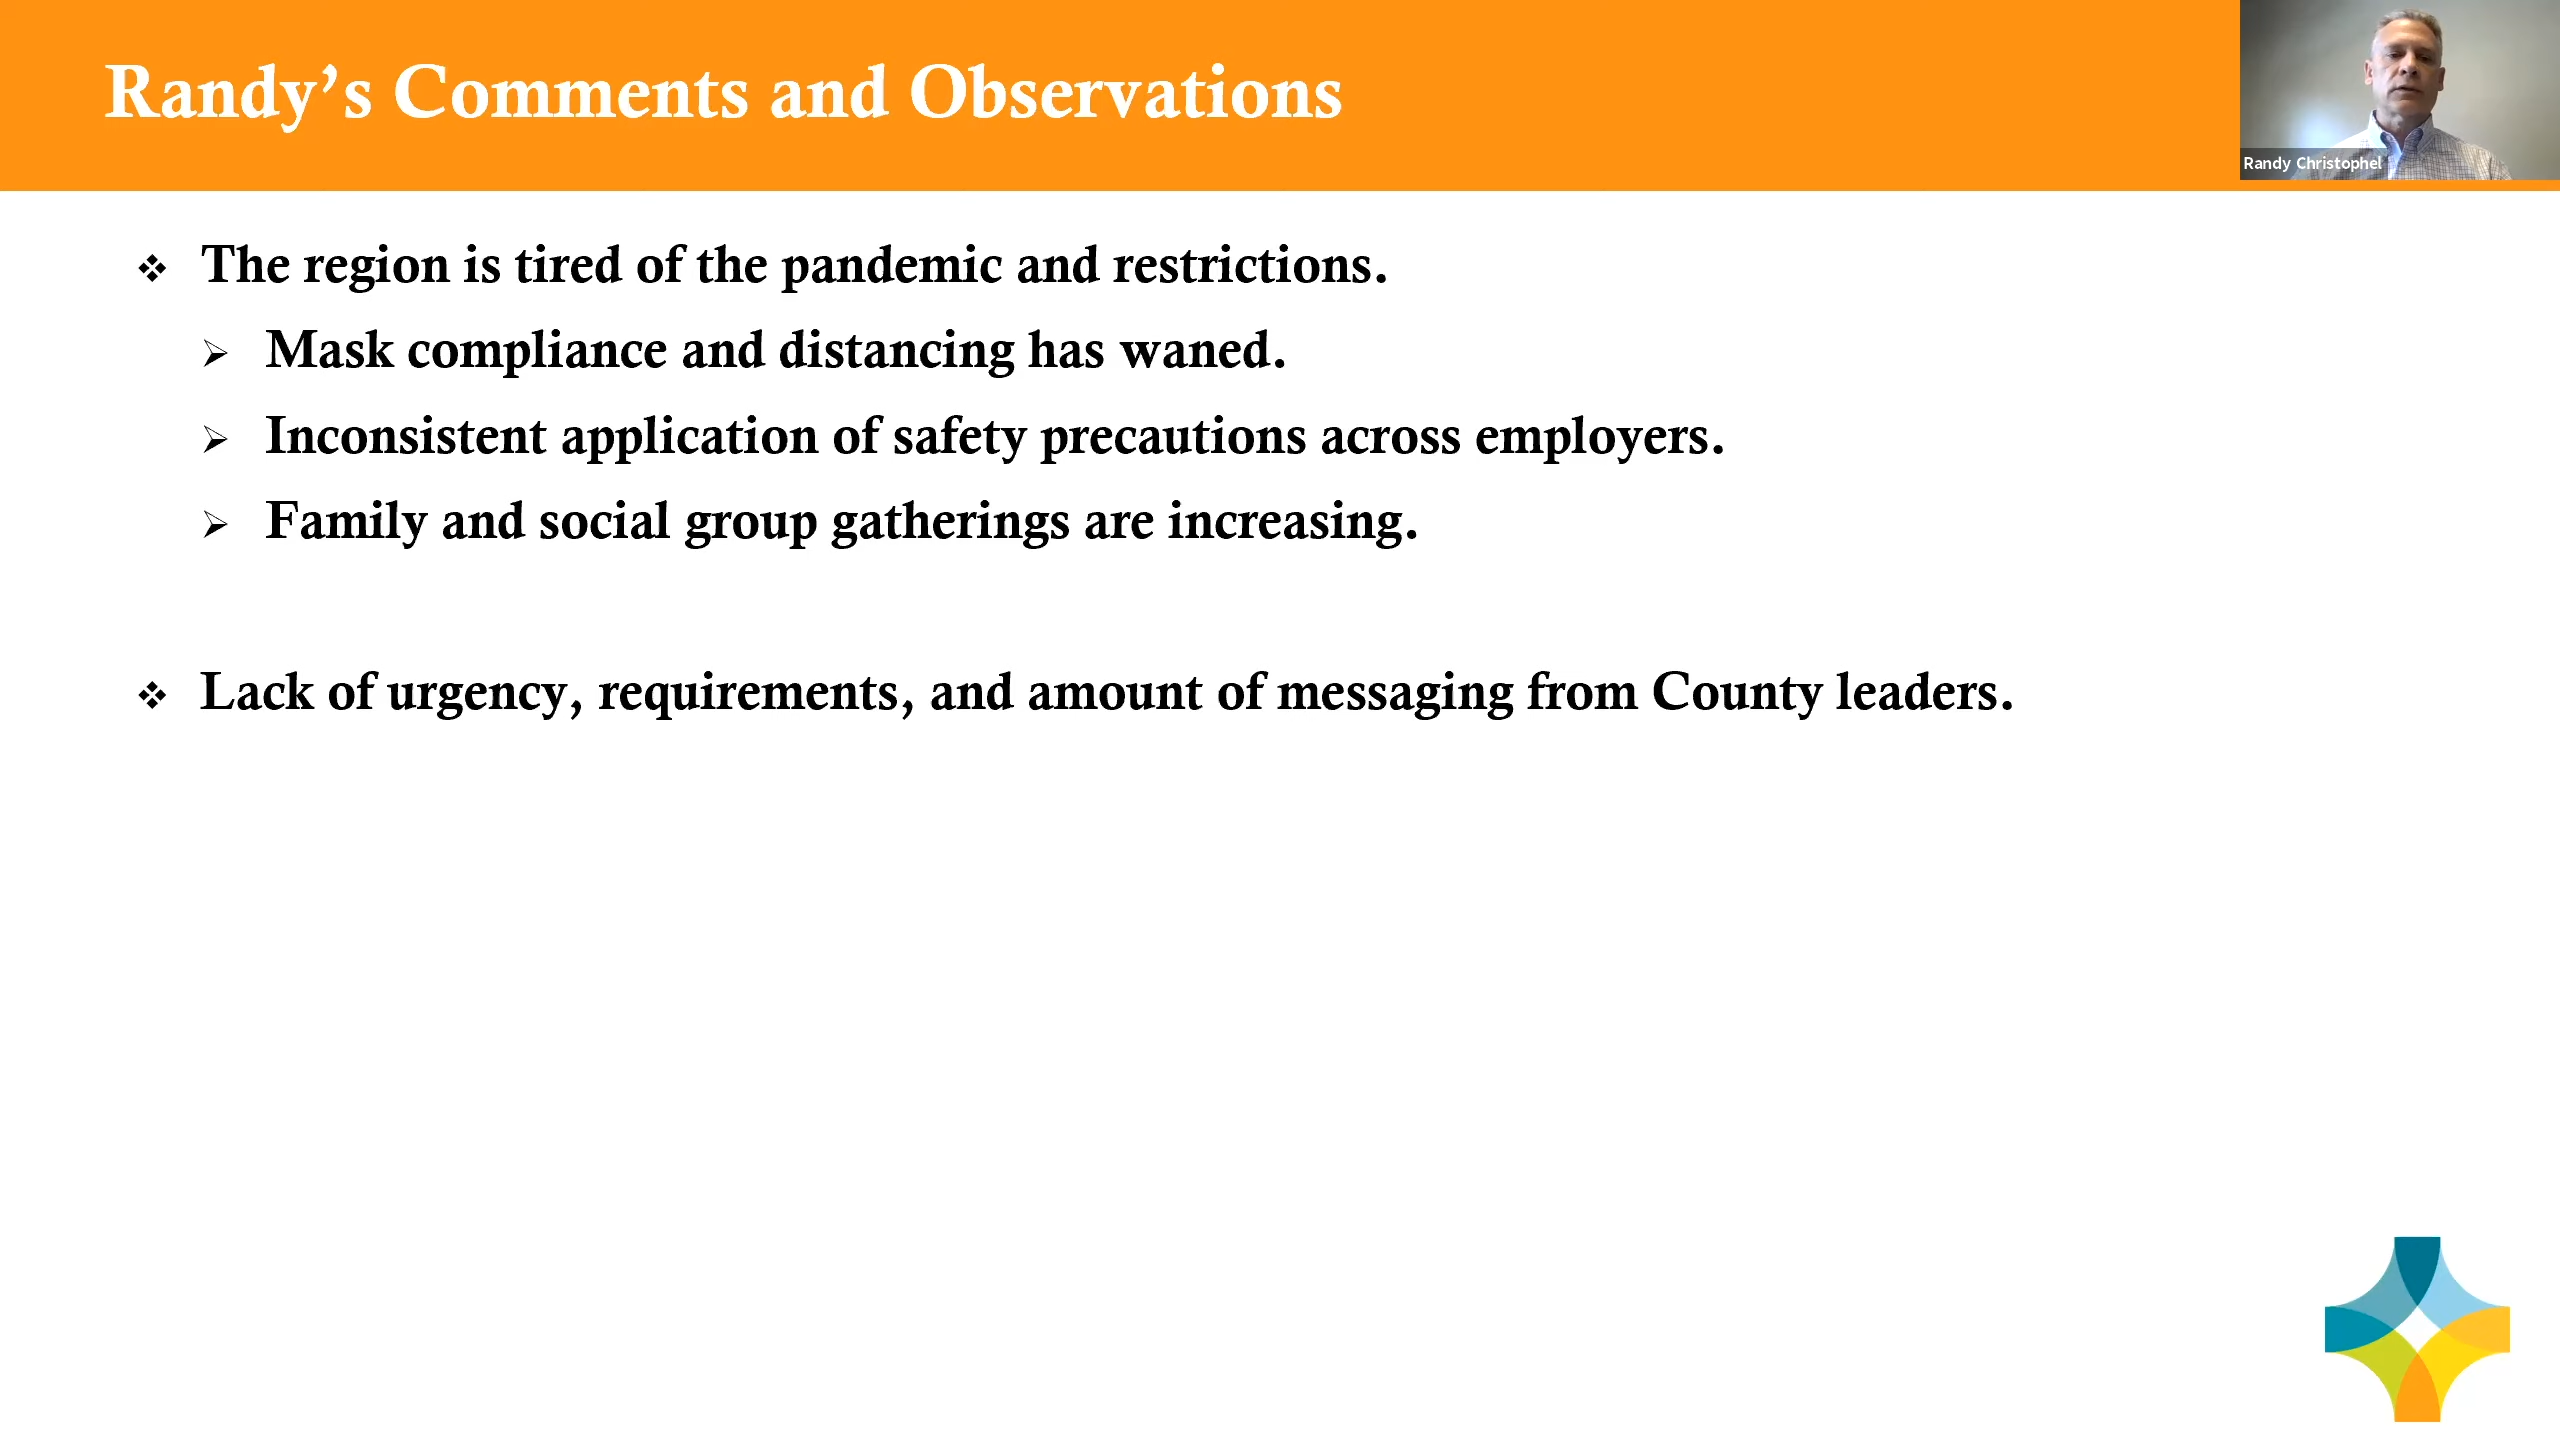 Randy’s Comments and Observations
Randy Christophel
❖ The region is tired of the pandemic and restrictions.
➢ Mask compliance and distancing has waned.
➢ Inconsistent application of safety precautions across employers.
➢ Family and social group gatherings are increasing.
❖ Lack of urgency, requirements, and amount of messaging from County leaders.